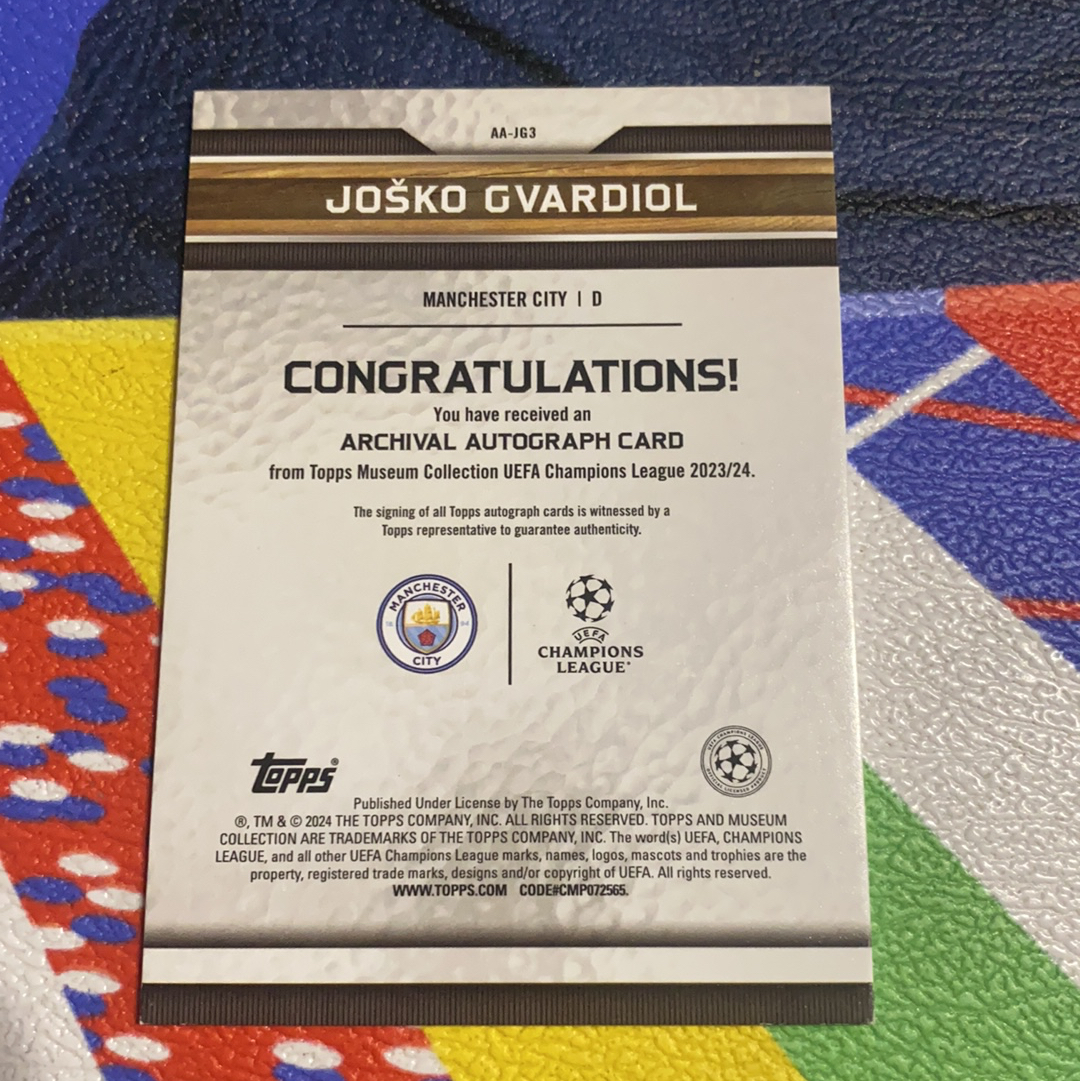 AA-JG3
JOŠKO GVARDIOL
MANCHESTER CITY | D
CONGRATULATIONS!
You have received an
ARCHIVAL AUTOGRAPH CARD
from Topps Museum Collection UEFA Champions League 2023/24.
The signing of all Topps autograph cards is witnessed by a
Topps representative to guarantee authenticity.
MANCHESTER
18 94
CITY
UEFA
CHAMPIONS
LEAGUE®
topps®
Published Under License by The Topps Company, Inc.
®, TM & © 2024 THE TOPPS COMPANY, INC. ALL RIGHTS RESERVED. TOPPS AND MUSEUM
COLLECTION ARE TRADEMARKS OF THE TOPPS COMPANY, INC. The word(s) UEFA, CHAMPIONS
LEAGUE, and all other UEFA Champions League marks, names, logos, mascots and trophies are the
property, registered trade marks, designs and/or copyright of UEFA. All rights reserved.
WWW.TOPPS.COM CODE#CMP072565.